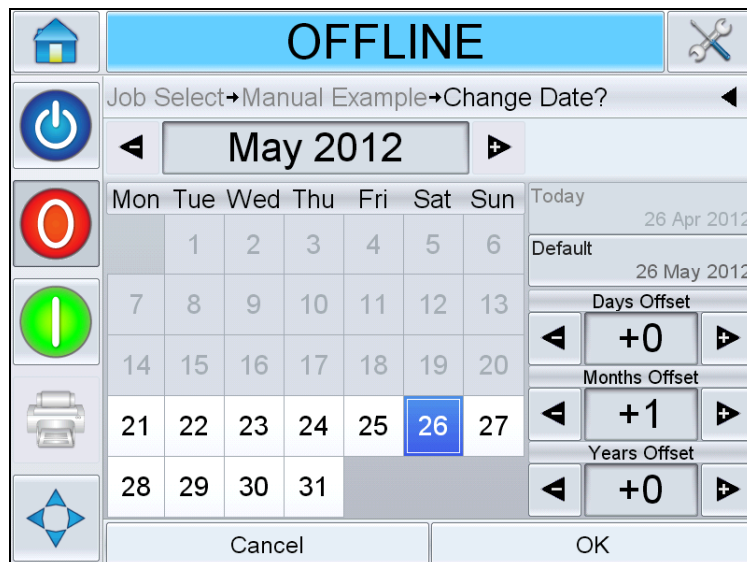 OFFLINE
Job Select→Manual Example→Change Date?
May 2012
Mon Tue Wed Thu Fri Sat Sun
1 2 3 4 5 6
7 8 9 10 11 12 13
14 15 16 17 18 19 20
21 22 23 24 25 26 27
28 29 30 31
Today
26 Apr 2012
Default
26 May 2012
Days Offset
+0
Months Offset
+1
Years Offset
+0
Cancel
OK